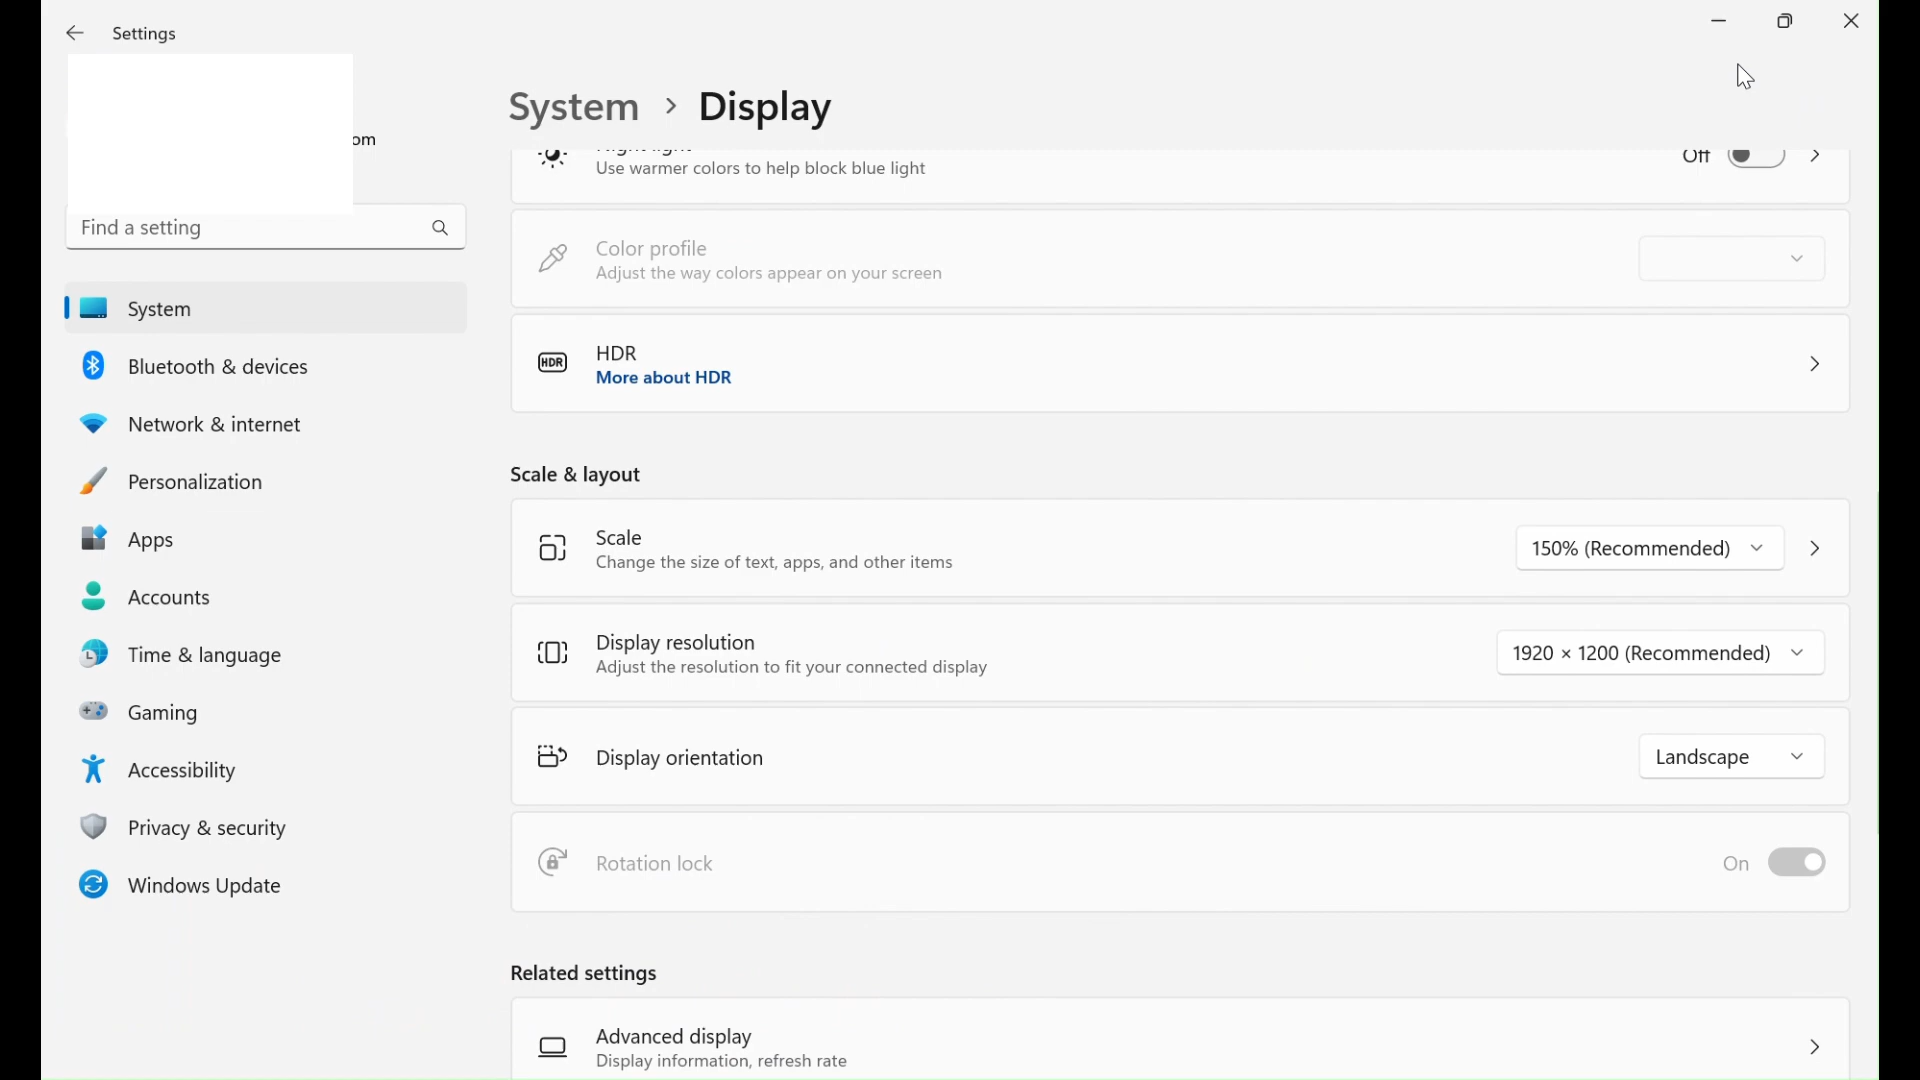 Settings
om
Find a setting
System
Bluetooth & devices
Network & internet
Personalization
Apps
Accounts
Time & language
Gaming
Accessibility
Privacy & security
Windows Update
System > Display
Use warmer colors to help block blue light
Off
Color profile
Adjust the way colors appear on your screen
HDR
HDR
More about HDR
Scale & layout
Scale
Change the size of text, apps, and other items
150% (Recommended)
Display resolution
Adjust the resolution to fit your connected display
1920 × 1200 (Recommended)
Display orientation
Landscape
Rotation lock
On
Related settings
Advanced display
Display information, refresh rate